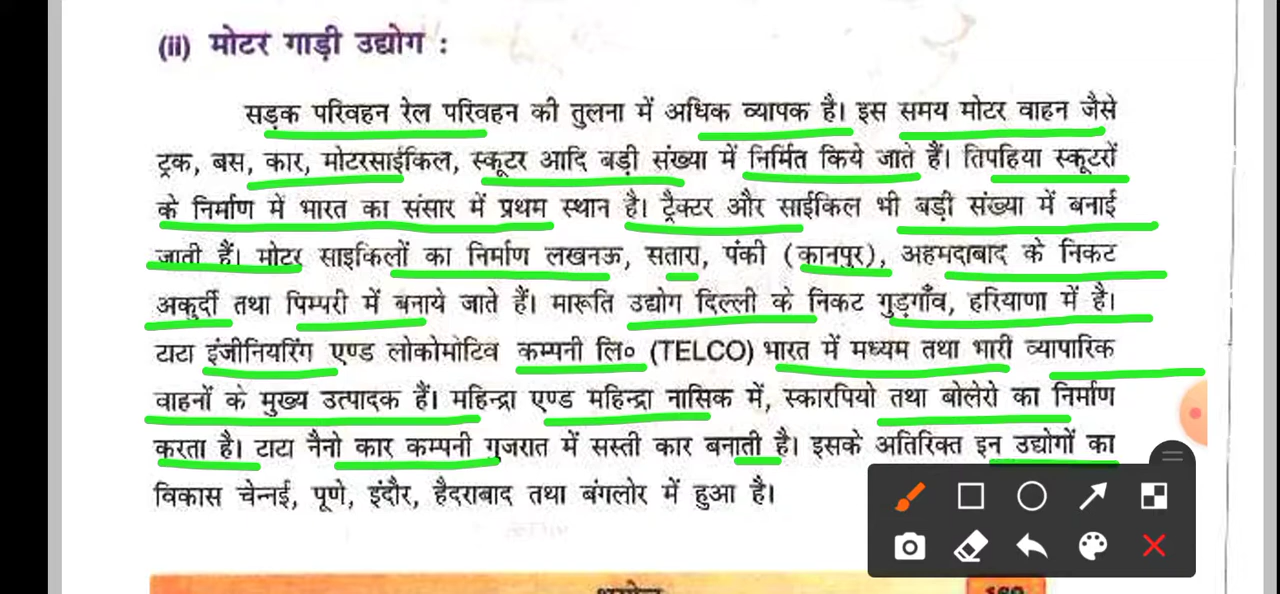 (ii) मोटर गाड़ी उद्योग :
सड़क परिवहन रेल परिवहन की तुलना में अधिक व्यापक है। इस समय मोटर वाहन जैसे
ट्रक, बस, कार, मोटरसाईकिल, स्कूटर आदि बड़ी संख्या में निर्मित किये जाते हैं। तिपहिया स्कूटरों
के निर्माण में भारत का संसार में प्रथम स्थान है। ट्रैक्टर और साईकिल भी बड़ी संख्या में बनाई
जाती हैं। मोटर साइकिलों का निर्माण लखनऊ, सतारा, पंकी (कानपुर), अहमदाबाद के निकट
अकुर्दी तथा पिम्परी में बनाये जाते हैं। मारूति उद्योग दिल्ली के निकट गुड़गाँव, हरियाणा में है।
टाटा इंजीनियरिंग एण्ड लोकोमोटिव कम्पनी लि० (TELCO) भारत में मध्यम तथा भारी व्यापारिक
वाहनों के मुख्य उत्पादक हैं। महिन्द्रा एण्ड महिन्द्रा नासिक में, स्कारपियो तथा बोलेरो का निर्माण
करता है। टाटा नैनो कार कम्पनी गुजरात में सस्ती कार बनाती है। इसके अतिरिक्त इन उद्योगों का
विकास चेन्नई, पूणे, इंदौर, हैदराबाद तथा बंगलोर में हुआ है।